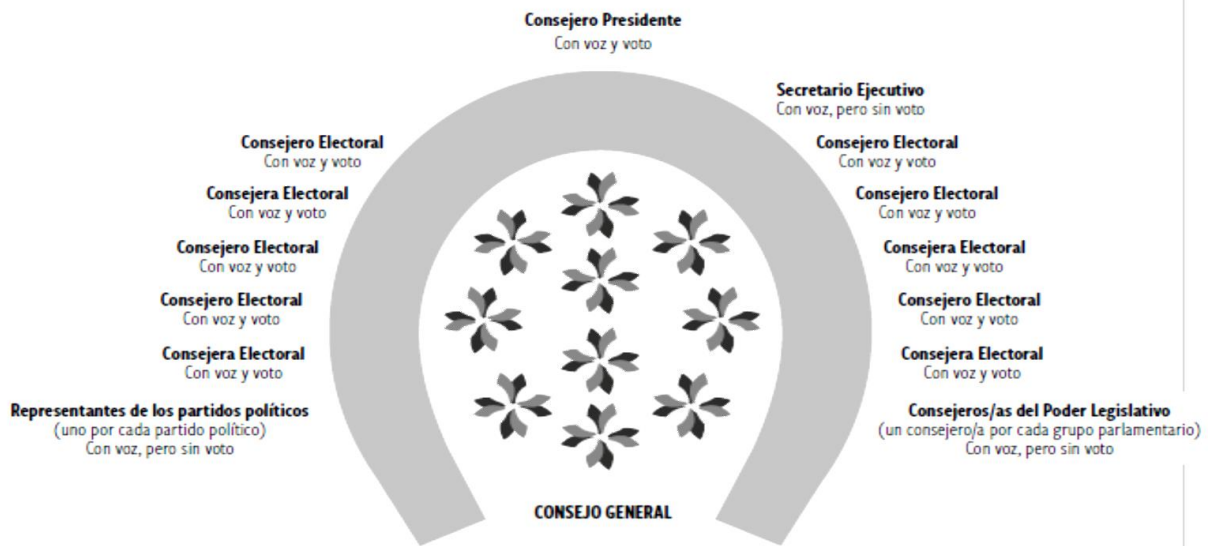 Consejero Presidente
Con voz y voto
Secretario Ejecutivo
Con voz, pero sin voto
Consejero Electoral
Con voz y voto
Consejera Electoral
Con voz y voto
Consejero Electoral
Con voz y voto
Consejero Electoral
Con voz y voto
Consejera Electoral
Con voz y voto
Representantes de los partidos políticos
(uno por cada partido político)
Con voz, pero sin voto
Consejero Electoral
Con voz y voto
Consejero Electoral
Con voz y voto
Consejera Electoral
Con voz y voto
Consejero Electoral
Con voz y voto
Consejera Electoral
Con voz y voto
Consejeros/as del Poder Legislativo
(un consejero/a por cada grupo parlamentario)
Con voz, pero sin voto
CONSEJO GENERAL